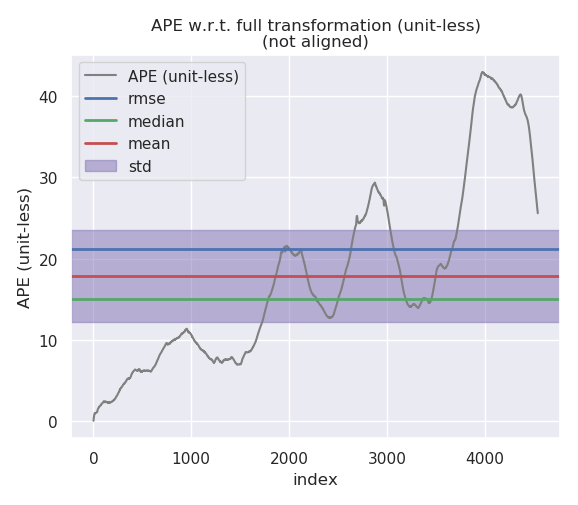 APE w.r.t. full transformation (unit-less)
(not aligned)
APE (unit-less)
rmse
median
mean
std
APE (unit-less)
40
30
20
10
0
0 1000 2000 3000 4000
index